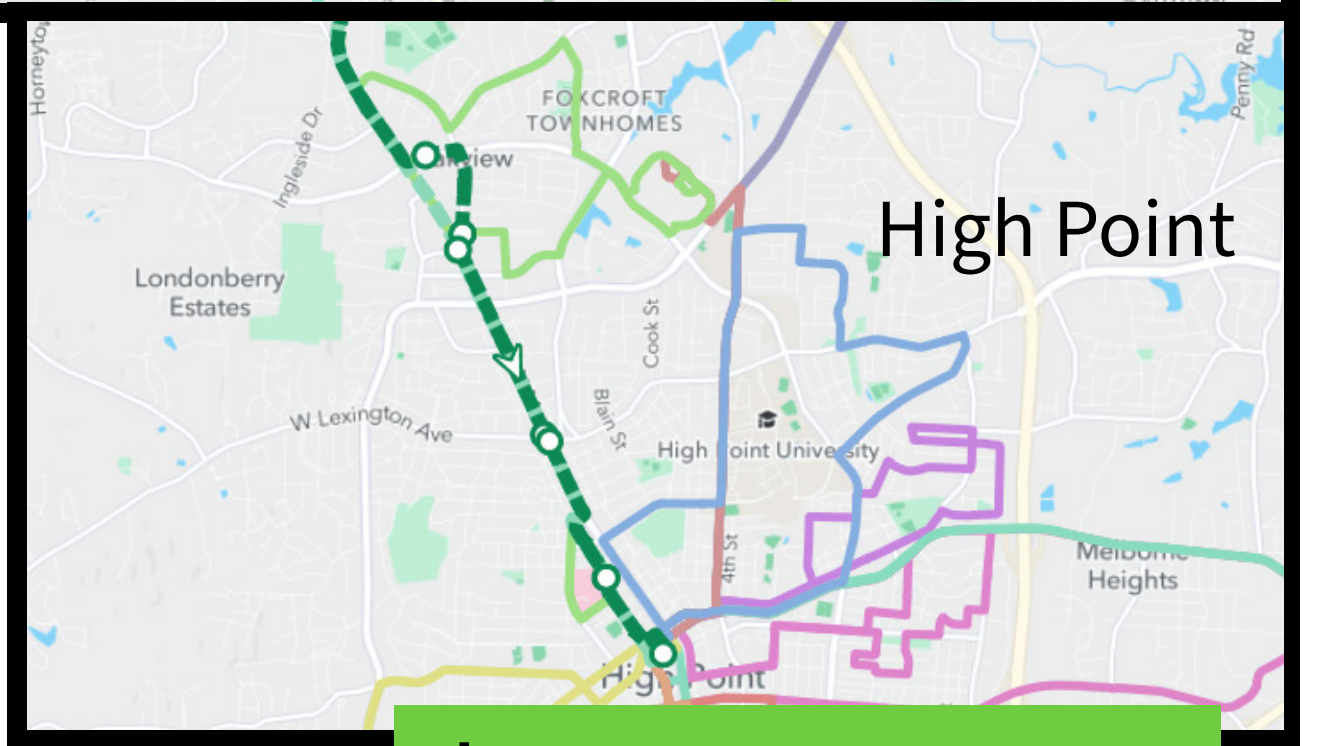 FOXCROFT
TOWNHOMES
Penny Rd
Ingleside Dr
High Point
Londonberry
Estates
Cook St
Blain St
W Lexington Ave
High Point University
4th St
Melborne
Heights
High Point